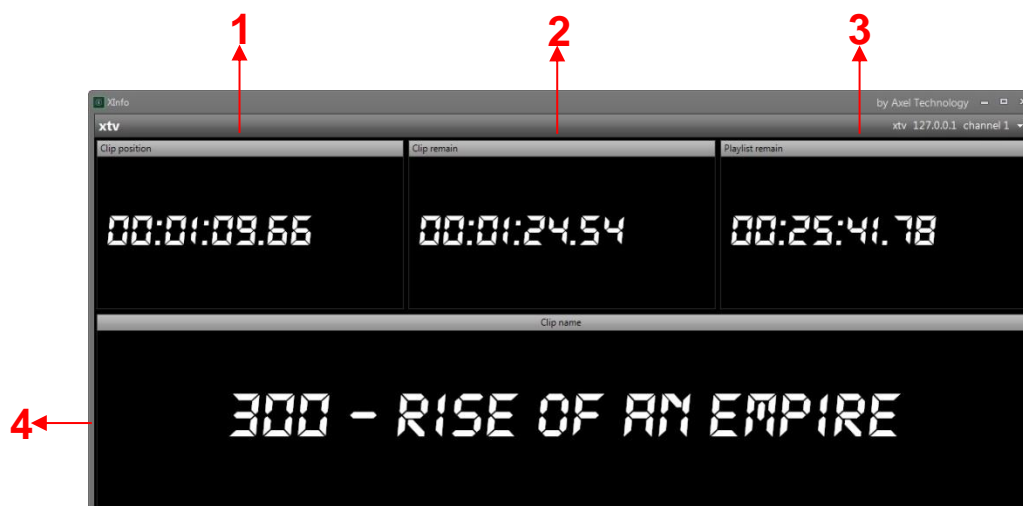 1 2 3
XInfo by Axel Technology
xtv xtv 127.0.0.1 channel 1
Clip position Clip remain Playlist remain
00:01:09.66 00:01:24.54 00:25:41.78
Clip name
300 - RISE OF AN EMPIRE
4